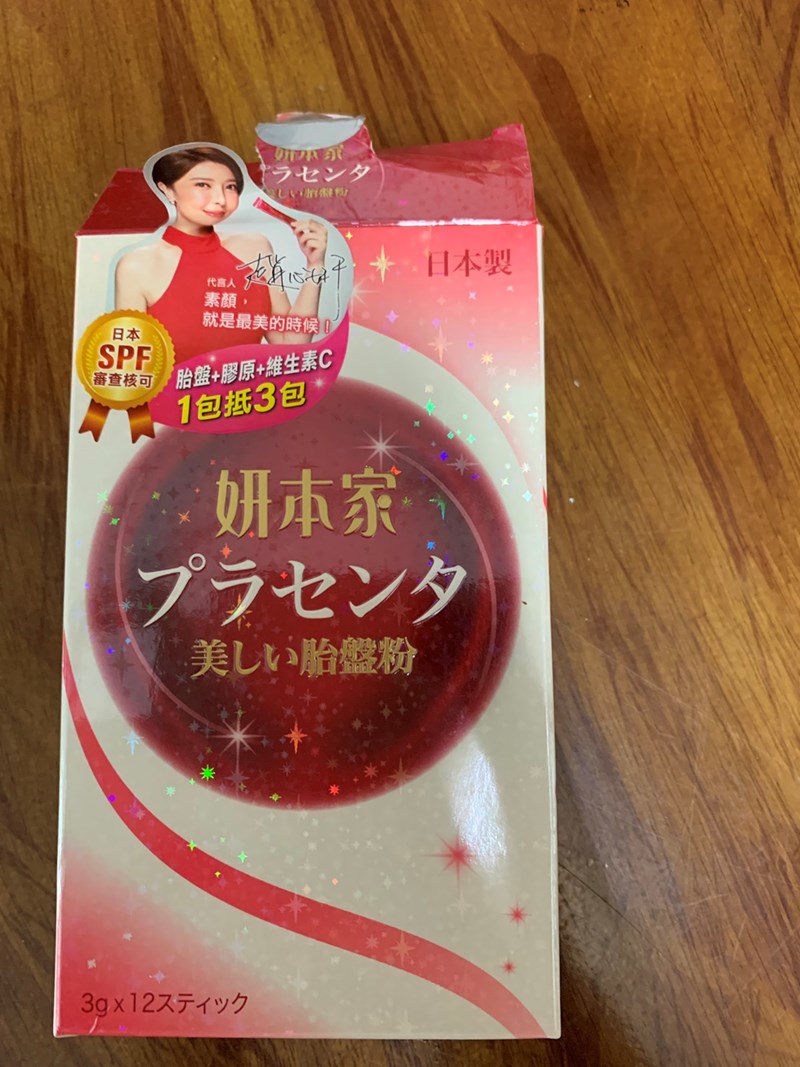 妍本家
プラセンタ
美しい胎盤粉
日本製
代言人
素顏，
就是最美的時候！
日本
SPF
審查核可
胎盤+膠原+維生素C
1包抵3包
妍本家
プラセンタ
美しい胎盤粉
3g x 12スティック